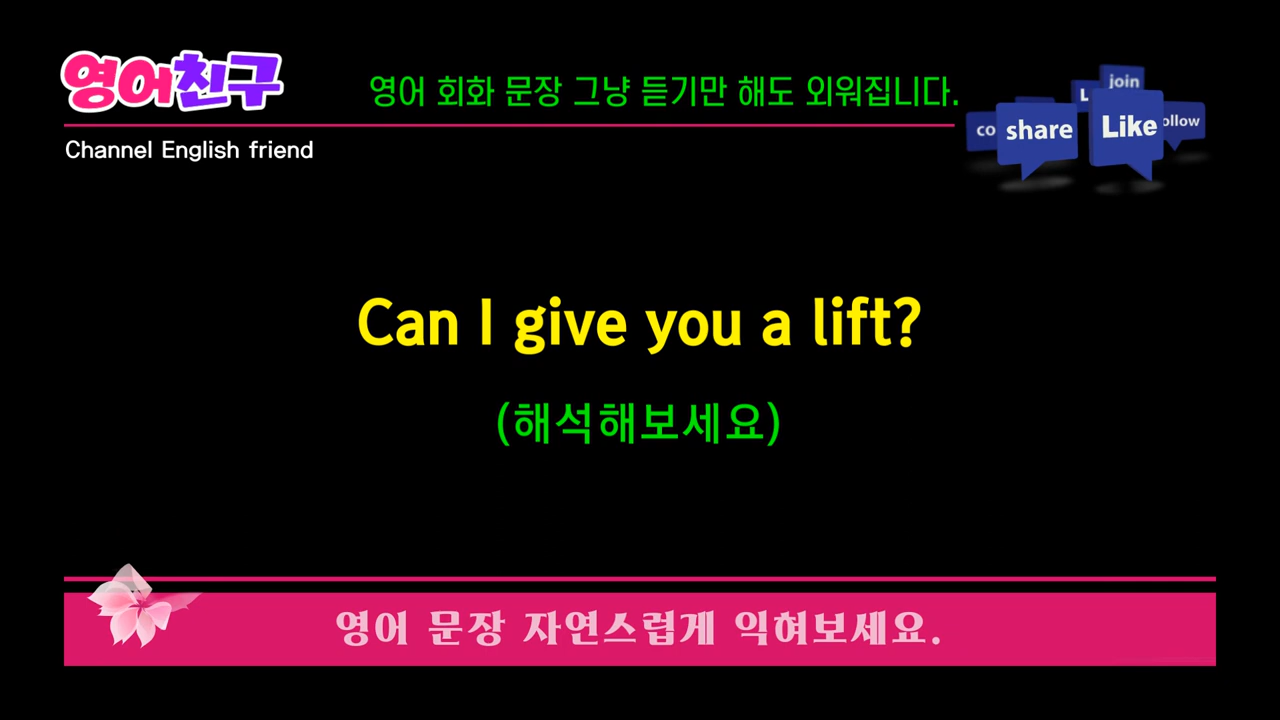 영어친구
영어 회화 문장 그냥 듣기만 해도 외워집니다.
Channel English friend
join
L
co
share
Like
ollow
Can I give you a lift?
(해석해보세요)
영어 문장 자연스럽게 익혀보세요.